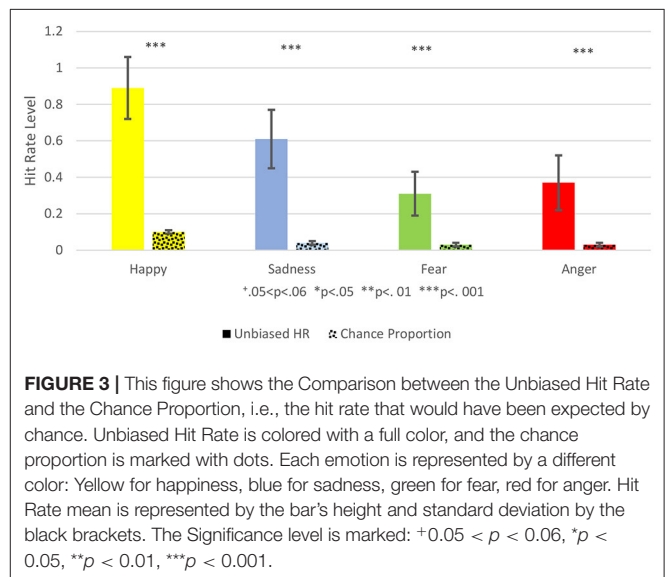 1.2
***
***
***
***
1
0.8
0.6
0.4
0.2
0
Hit Rate Level
Happy
Sadness
Fear
Anger
⁺.05<p<.06 *p<.05 **p<. 01 ***p<. 001
Unbiased HR Chance Proportion
FIGURE 3 | This figure shows the Comparison between the Unbiased Hit Rate
and the Chance Proportion, i.e., the hit rate that would have been expected by
chance. Unbiased Hit Rate is colored with a full color, and the chance
proportion is marked with dots. Each emotion is represented by a different
color: Yellow for happiness, blue for sadness, green for fear, red for anger. Hit
Rate mean is represented by the bar's height and standard deviation by the
black brackets. The Significance level is marked: ⁺0.05 < p < 0.06, *p <
0.05, **p < 0.01, ***p < 0.001.